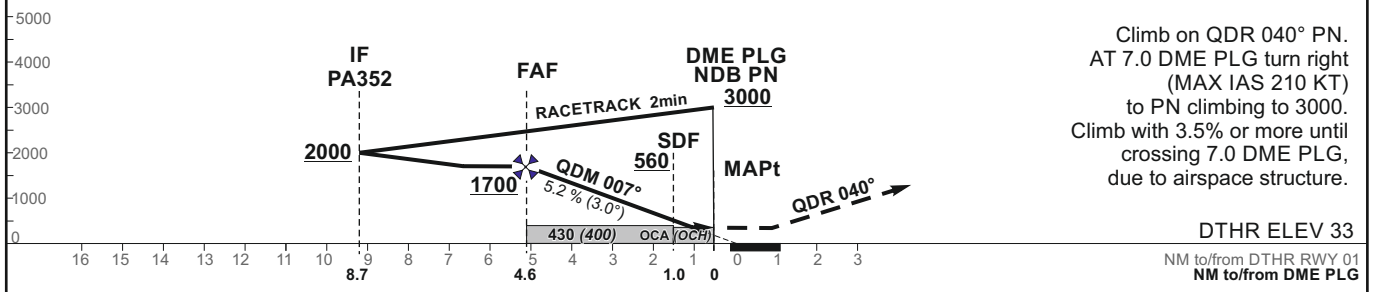 5000
4000
3000
2000
1000
0
IF
PA352
FAF
DME PLG
NDB PN
3000
RACETRACK 2min
2000
1700
SDF
560
MAPt
QDM 007°
5.2 % (3.0°)
QDR 040°
430 (400) OCA (OCH)
16 15 14 13 12 11 10 9 8 7 6 5 4 3 2 1 0 1 2 3
8.7 4.6 1.0 0
Climb on QDR 040° PN.
AT 7.0 DME PLG turn right
(MAX IAS 210 KT)
to PN climbing to 3000.
Climb with 3.5% or more until
crossing 7.0 DME PLG,
due to airspace structure.
DTHR ELEV 33
NM to/from DTHR RWY 01
NM to/from DME PLG